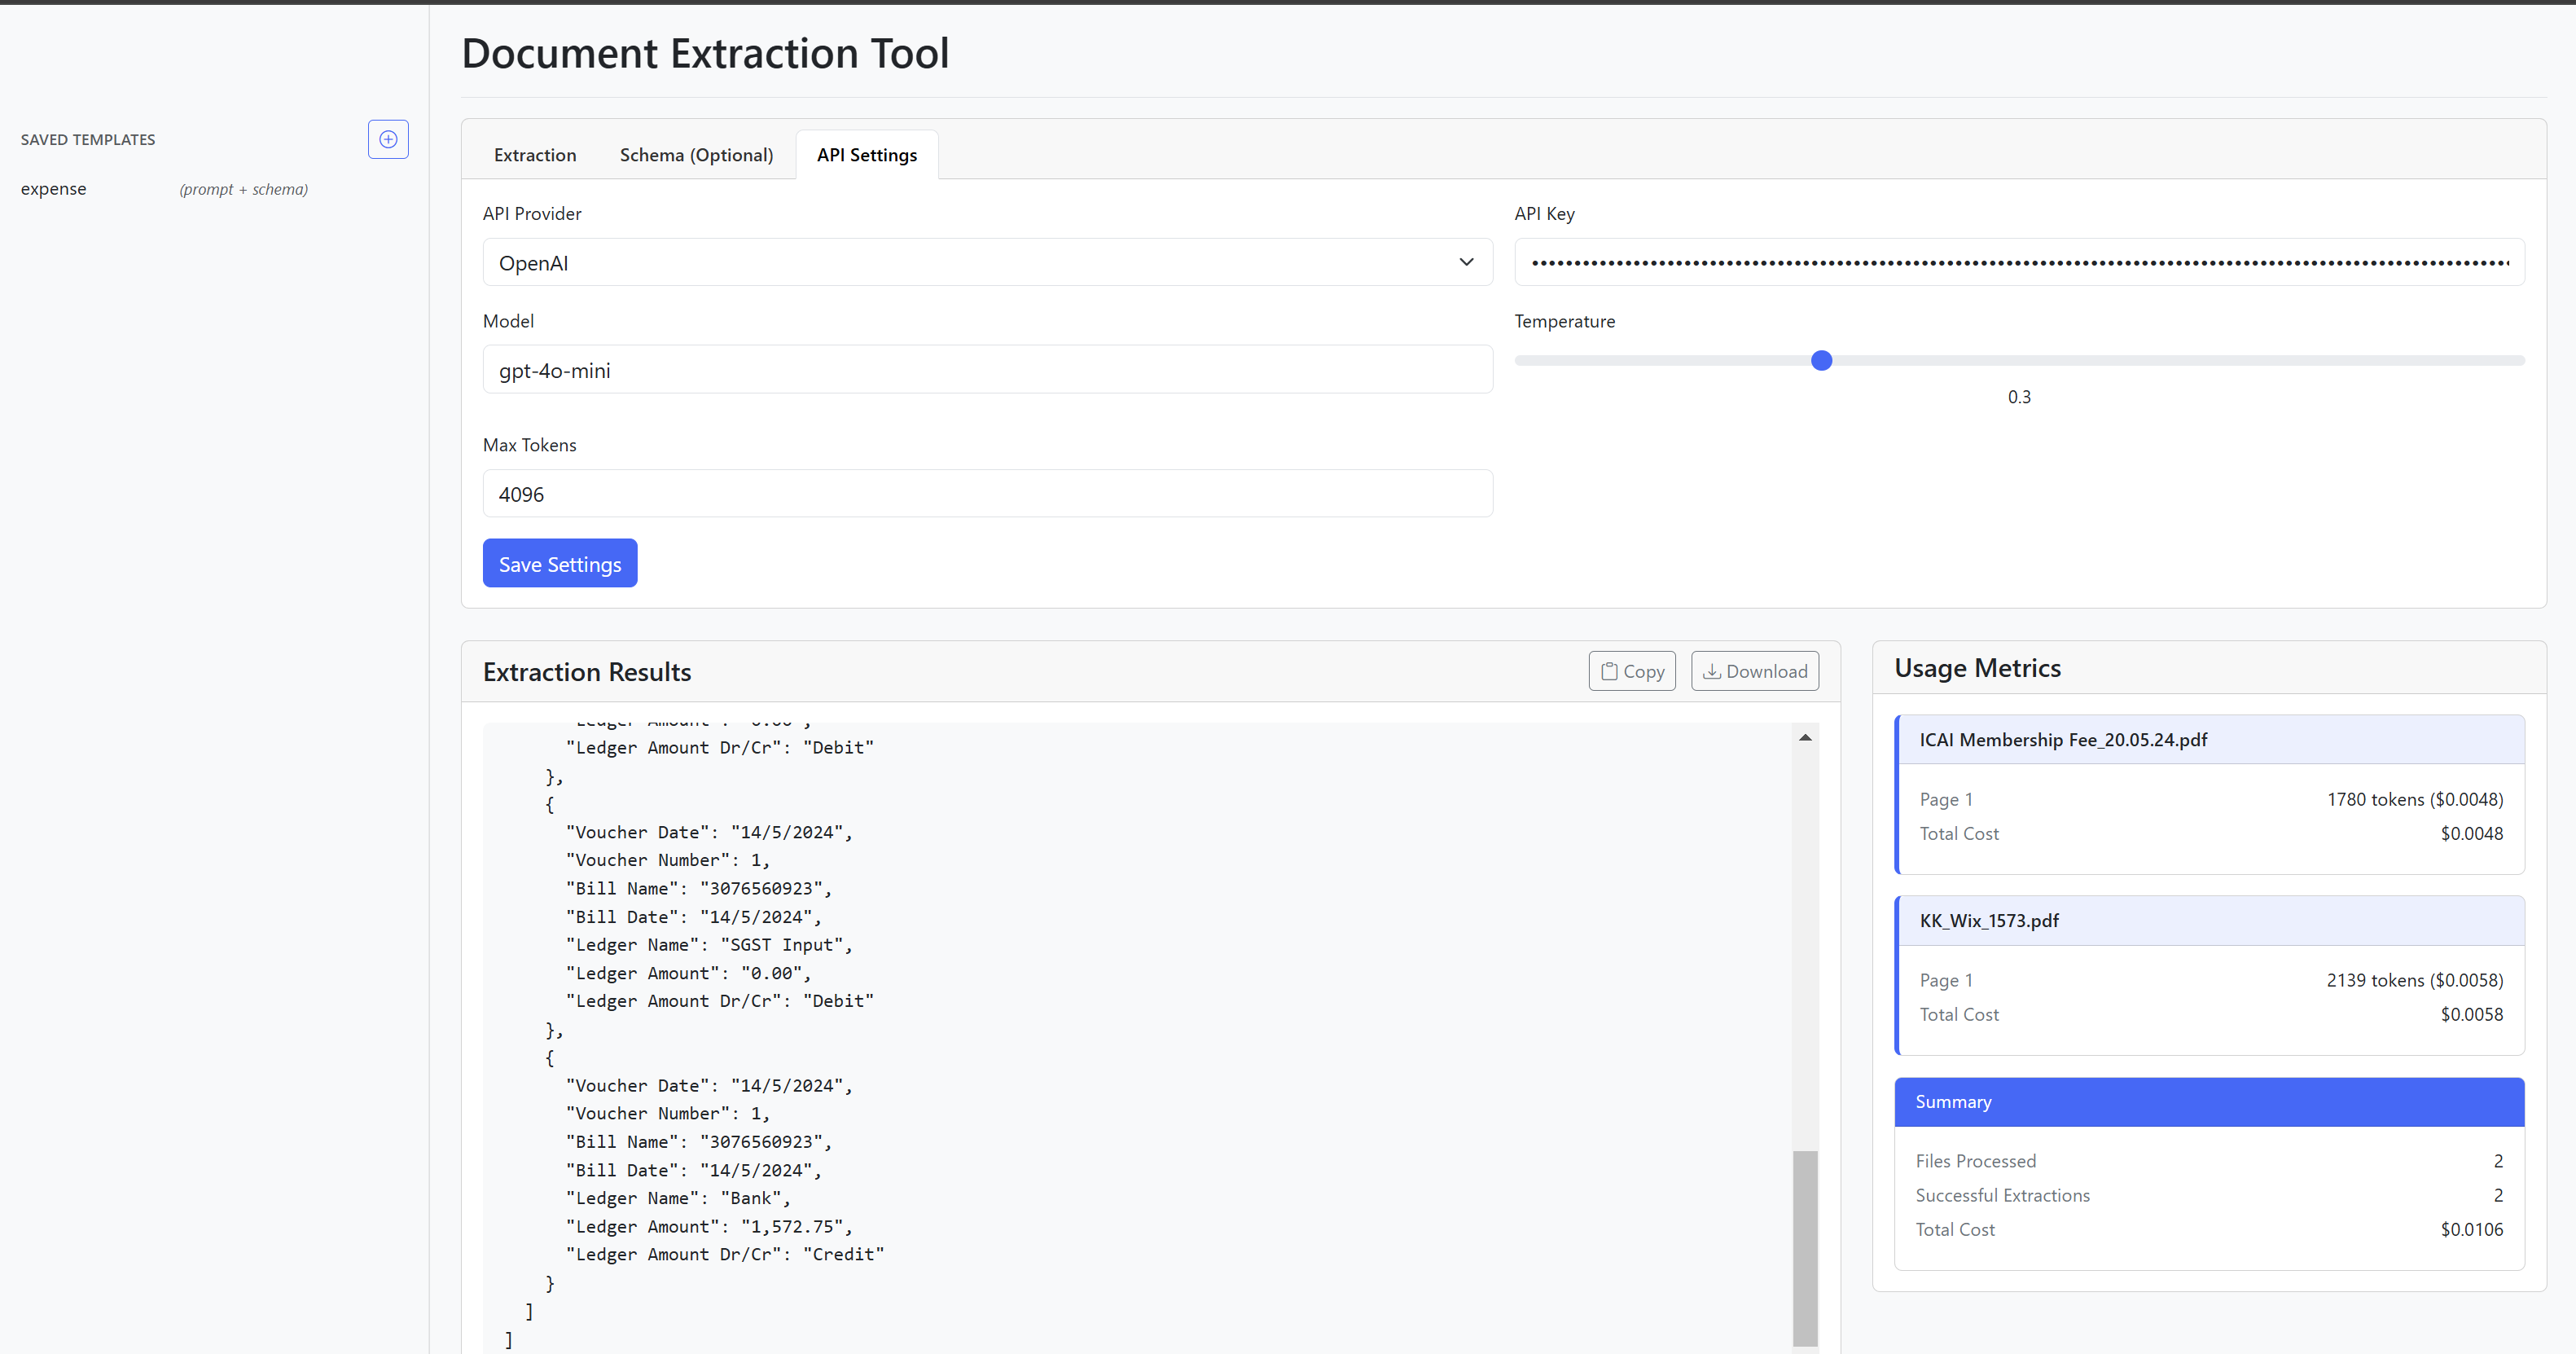 Document Extraction Tool
SAVED TEMPLATES
expense (prompt + schema)
Extraction Schema (Optional) API Settings
API Provider
OpenAI
API Key
Model
gpt-4o-mini
Temperature
0.3
Max Tokens
4096
Save Settings
Extraction Results
Copy Download
"Ledger Amount Dr/Cr": "Debit"
},
{
"Voucher Date": "14/5/2024",
"Voucher Number": 1,
"Bill Name": "3076560923",
"Bill Date": "14/5/2024",
"Ledger Name": "SGST Input",
"Ledger Amount": "0.00",
"Ledger Amount Dr/Cr": "Debit"
},
{
"Voucher Date": "14/5/2024",
"Voucher Number": 1,
"Bill Name": "3076560923",
"Bill Date": "14/5/2024",
"Ledger Name": "Bank",
"Ledger Amount": "1,572.75",
"Ledger Amount Dr/Cr": "Credit"
}
]
]
Usage Metrics
ICAI Membership Fee_20.05.24.pdf
Page 1 1780 tokens ($0.0048)
Total Cost $0.0048
KK_Wix_1573.pdf
Page 1 2139 tokens ($0.0058)
Total Cost $0.0058
Summary
Files Processed 2
Successful Extractions 2
Total Cost $0.0106